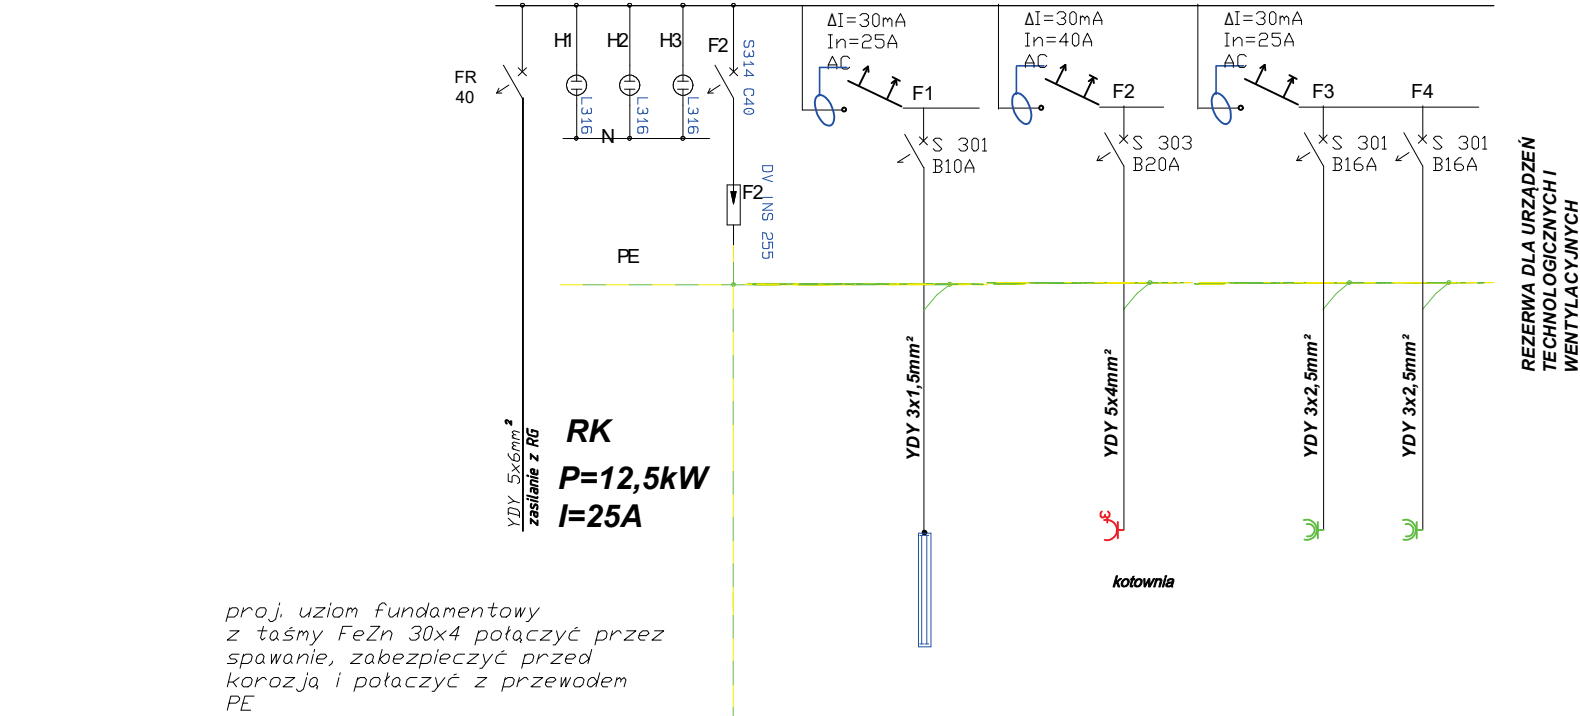 FR
40
H1
H2
H3
L316
L316
L316
N
F2
S314 C40
F2
DV INS 255
PE
ΔI=30mA
In=25A
AC
F1
S 301
B10A
ΔI=30mA
In=40A
AC
F2
S 303
B20A
ΔI=30mA
In=25A
AC
F3
S 301
B16A
F4
S 301
B16A
REZERWA DLA URZĄDZEŃ
TECHNOLOGICZNYCH I
WENTYLACYJNYCH
YDY 3x1,5mm²
YDY 5x4mm²
YDY 3x2,5mm²
YDY 3x2,5mm²
YDY 5x6mm²
zasilanie z RG
RK
P=12,5kW
I=25A
3
kotownia
proj. uziom fundamentowy
z taśmy FeZn 30x4 połączyć przez
spawanie, zabezpieczyć przed
korozją i połaczyć z przewodem
PE